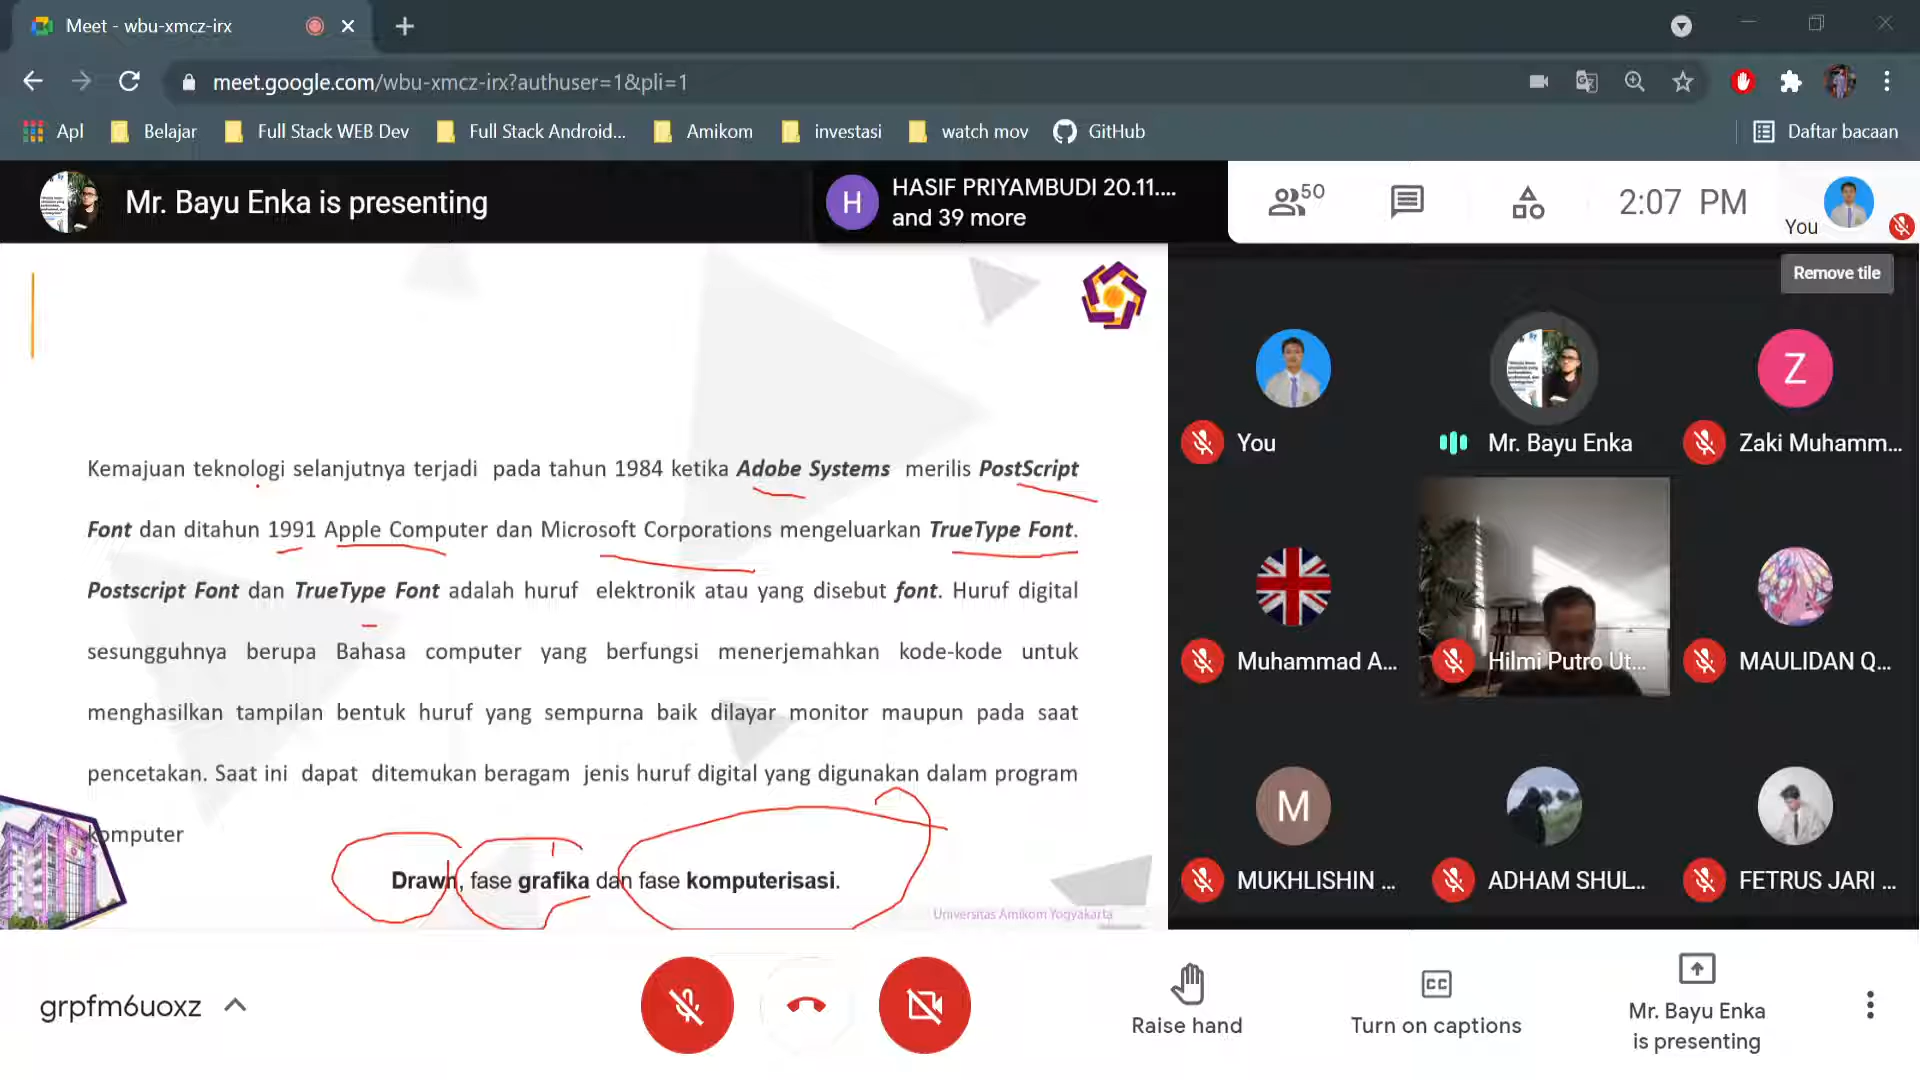 Meet - wbu-xmcz-irx
meet.google.com/wbu-xmcz-irx?authuser=1&pli=1
Apl
Belajar
Full Stack WEB Dev
Full Stack Android...
Amikom
investasi
watch mov
GitHub
Daftar bacaan
Mr. Bayu Enka is presenting
H
HASIF PRIYAMBUDI 20.11....
and 39 more
50
2:07 PM
You
Remove tile
Kemajuan teknologi selanjutnya terjadi pada tahun 1984 ketika Adobe Systems merilis PostScript
Font dan ditahun 1991 Apple Computer dan Microsoft Corporations mengeluarkan TrueType Font.
Postscript Font dan TrueType Font adalah huruf elektronik atau yang disebut font. Huruf digital
sesungguhnya berupa Bahasa computer yang berfungsi menerjemahkan kode-kode untuk
menghasilkan tampilan bentuk huruf yang sempurna baik dilayar monitor maupun pada saat
pencetakan. Saat ini dapat ditemukan beragam jenis huruf digital yang digunakan dalam program
komputer
Drawn, fase grafika dan fase komputerisasi.
Universitas Amikom Yogyakarta
You
Mr. Bayu Enka
Z
Zaki Muhamm...
Muhammad A...
Hilmi Putro Ut...
MAULIDAN Q...
M
MUKHLISHIN ...
ADHAM SHUL...
FETRUS JARI ...
grpfm6uoxz
Raise hand
CC
Turn on captions
Mr. Bayu Enka
is presenting